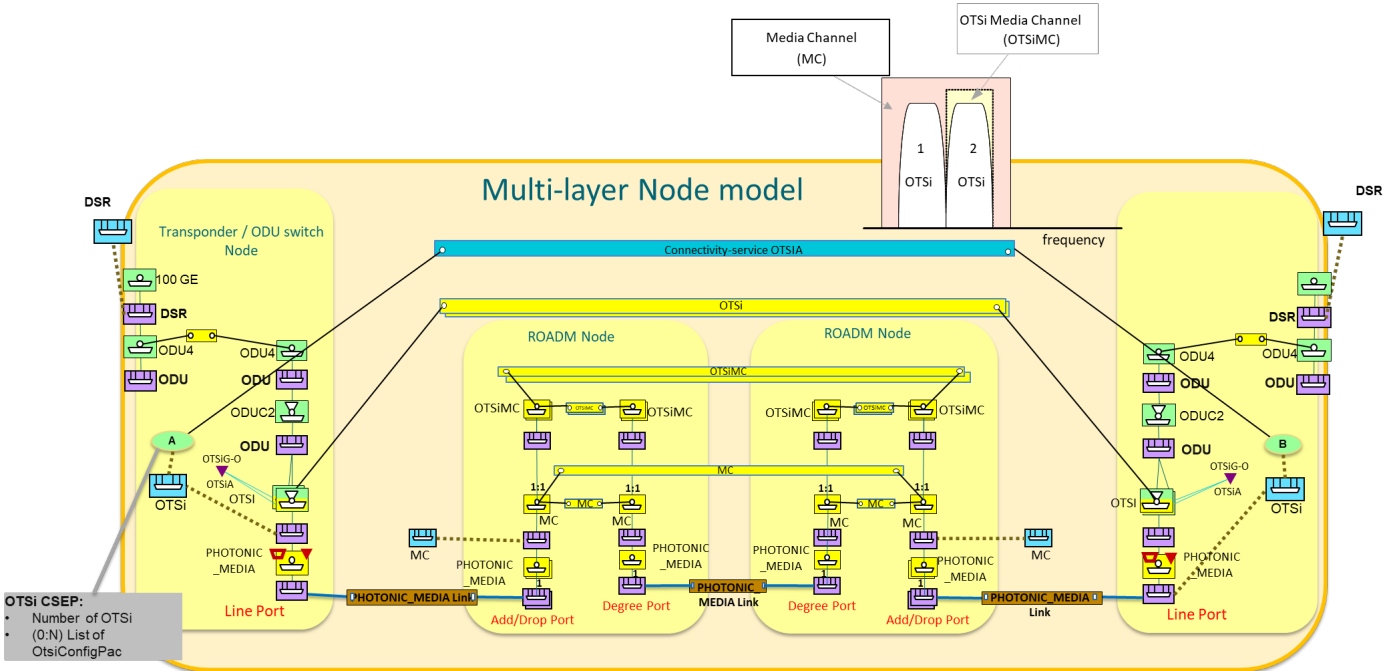 OTSi Media Channel
(OTSiMC)
Media Channel
(MC)
1
OTSi
2
OTSi
frequency
Multi-layer Node model
DSR
DSR
Transponder / ODU switch
Node
Connectivity-service OTSIA
100 GE
DSR
ODU4
ODU
OTSi
ROADM Node
ROADM Node
DSR
ODU4
ODU
ODU4
ODU
ODUC2
ODU
ODU4
ODU
ODUC2
ODU
OTSiMC
OTSiMC
OTSiMC
OTSiMC
OTSiMC
OTSiMC
OTSiMC
A
OTSi
OTSiG-O
OTSiA
OTSI
B
OTSi
OTSiG-O
OTSiA
OTSI
MC
1:1
1:1
1:1
1:1
MC
MC
MC
MC
MC
MC
MC
MC
PHOTONIC
_MEDIA
PHOTONIC
_MEDIA
PHOTONIC
_MEDIA
PHOTONIC
_MEDIA
PHOTONIC
_MEDIA
PHOTONIC
_MEDIA
1
1
1
1
PHOTONIC_MEDIA Link
PHOTONIC_
MEDIA Link
PHOTONIC_MEDIA
Link
Line Port
Add/Drop Port
Degree Port
Degree Port
Add/Drop Port
Line Port
OTSi CSEP:
• Number of OTSi
• (0:N) List of
OtsiConfigPac